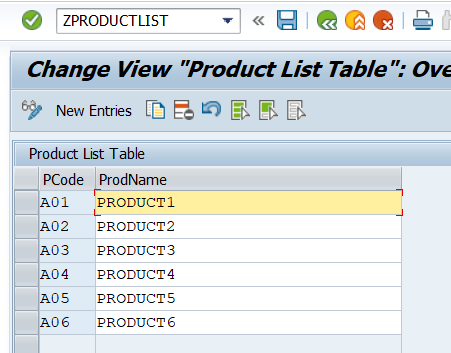 ZPRODUCTLIST
Change View "Product List Table": Ove
New Entries
Product List Table
PCode ProdName
A01 PRODUCT1
A02 PRODUCT2
A03 PRODUCT3
A04 PRODUCT4
A05 PRODUCT5
A06 PRODUCT6